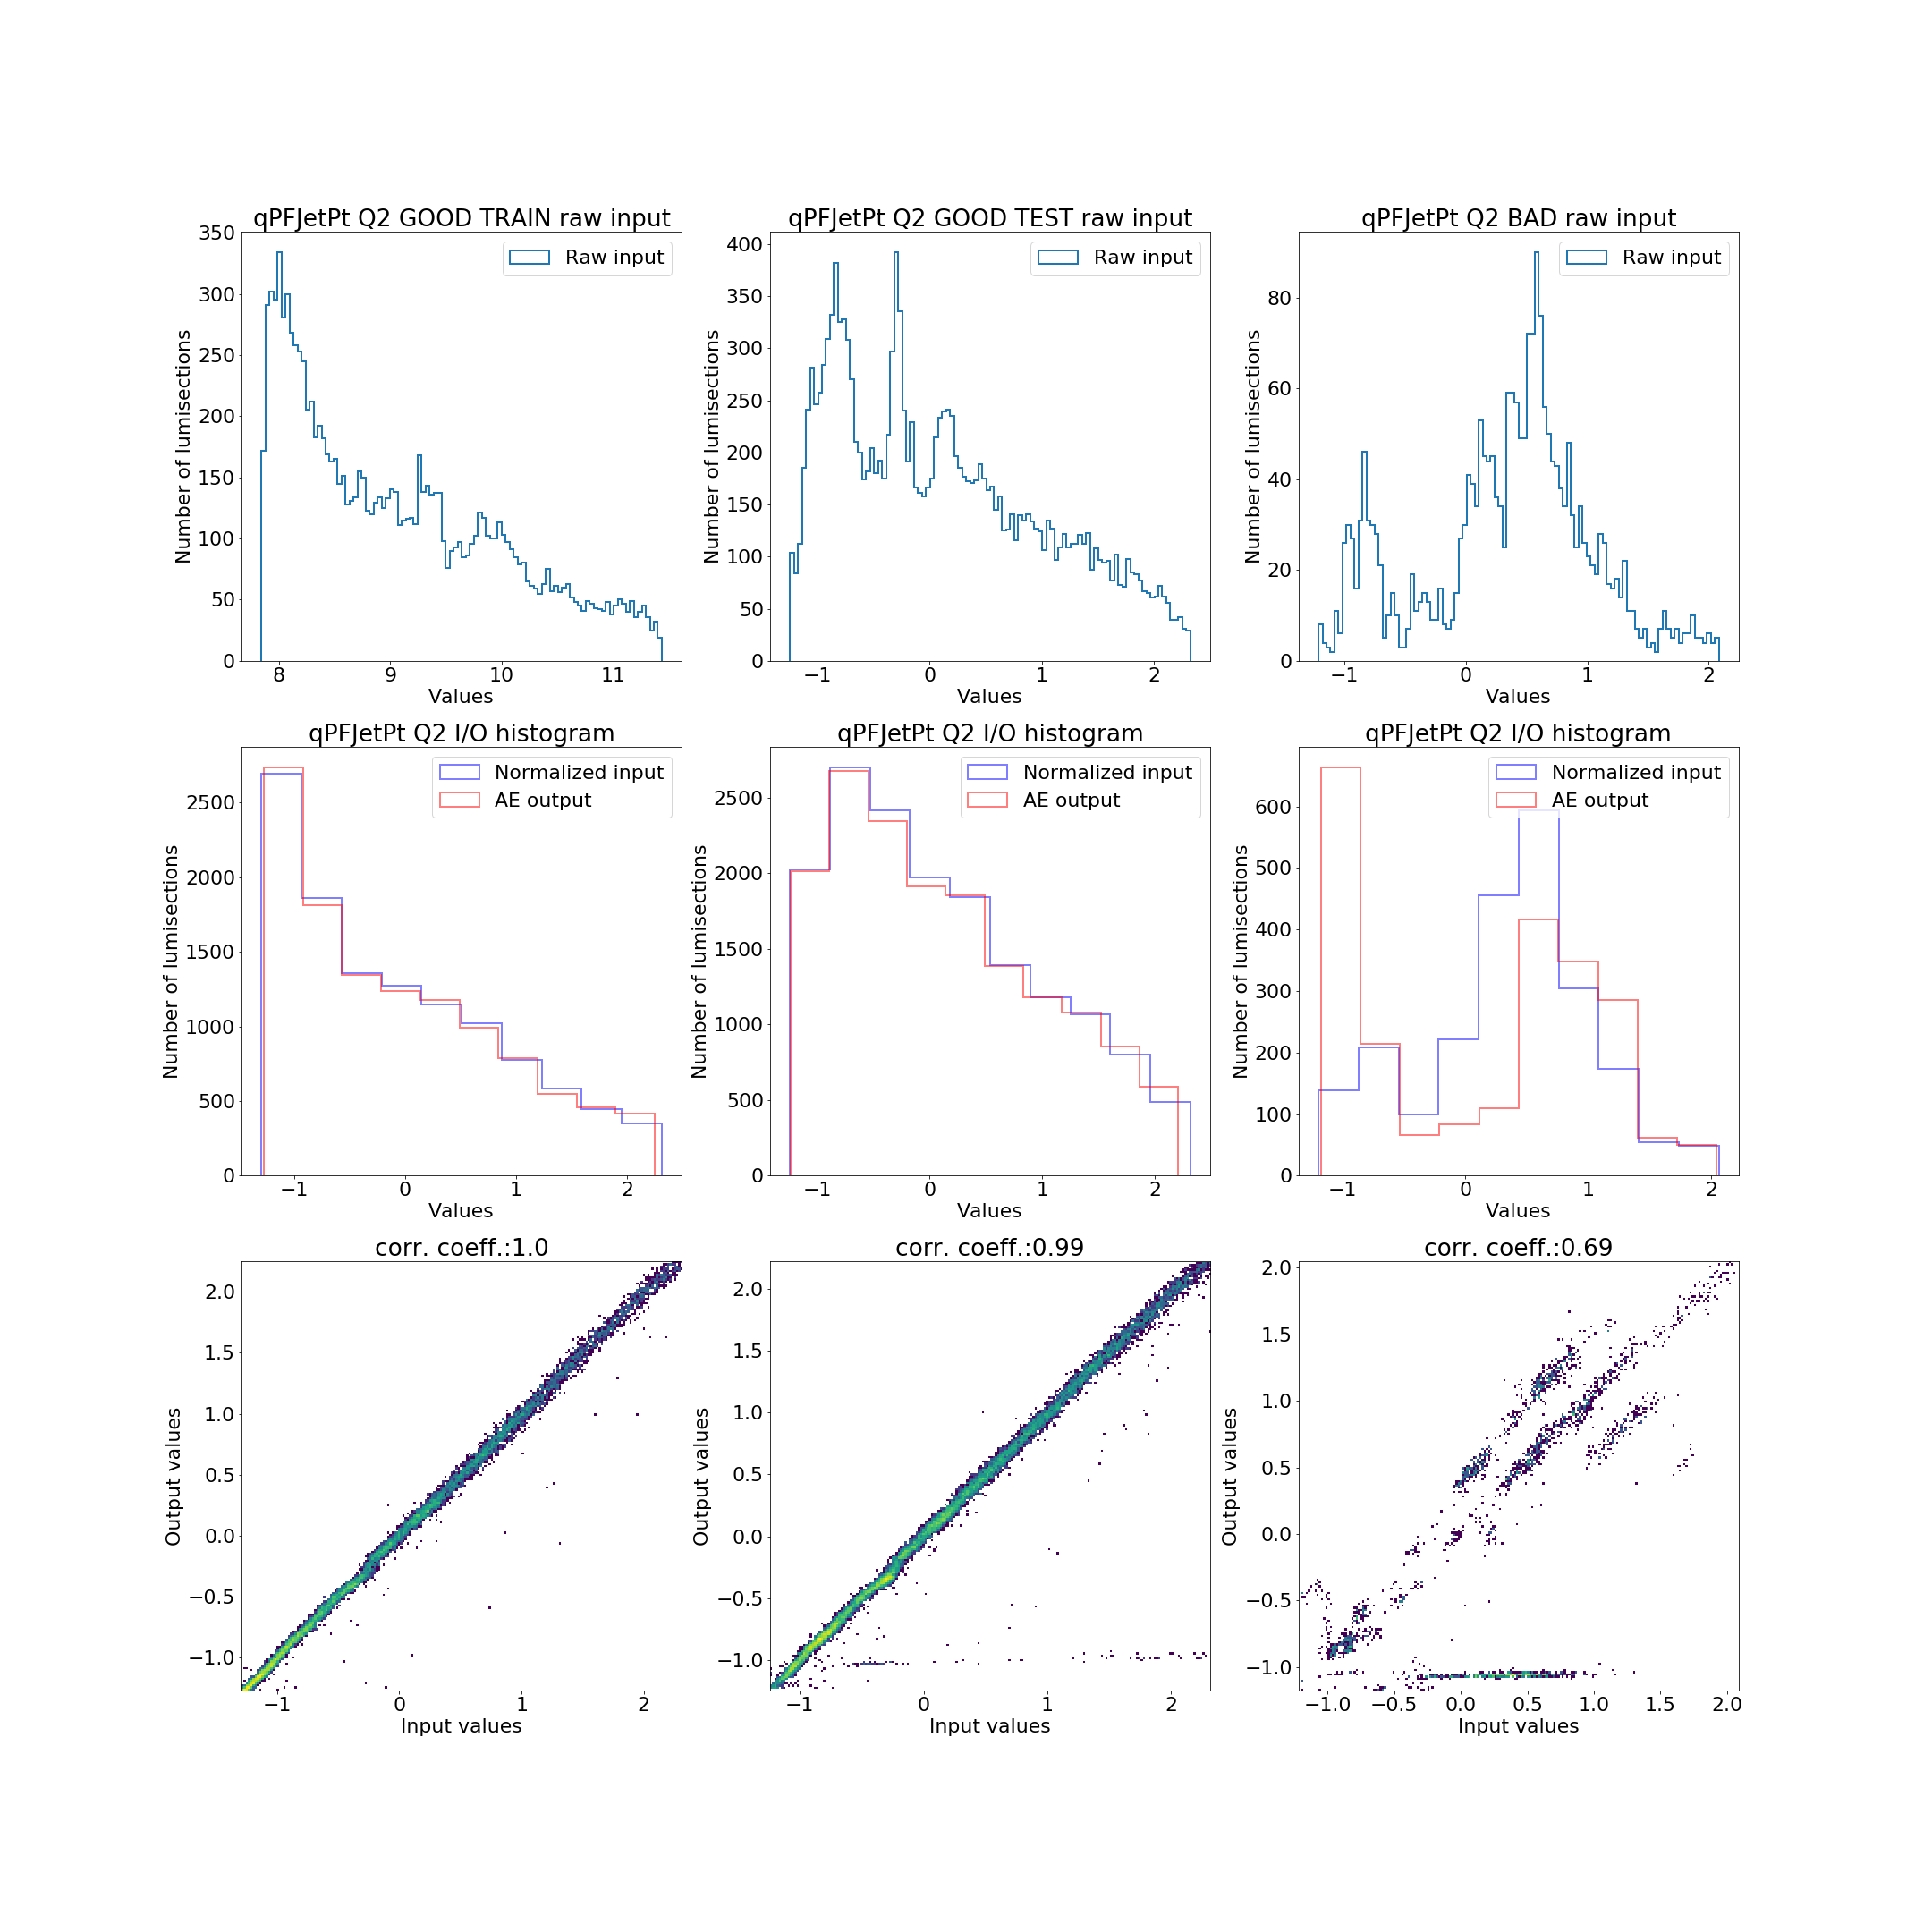 qPFJetPt Q2 GOOD TRAIN raw input
Raw input
Number of lumisections
350
300
250
200
150
100
50
0
8 9 10 11
Values
qPFJetPt Q2 GOOD TEST raw input
Raw input
Number of lumisections
400
350
300
250
200
150
100
50
0
−1 0 1 2
Values
qPFJetPt Q2 BAD raw input
Raw input
Number of lumisections
80
60
40
20
0
−1 0 1 2
Values
qPFJetPt Q2 I/O histogram
Normalized input
AE output
Number of lumisections
2500
2000
1500
1000
500
0
−1 0 1 2
Values
qPFJetPt Q2 I/O histogram
Normalized input
AE output
Number of lumisections
2500
2000
1500
1000
500
0
−1 0 1 2
Values
qPFJetPt Q2 I/O histogram
Normalized input
AE output
Number of lumisections
600
500
400
300
200
100
0
−1 0 1 2
Values
corr. coeff.:1.0
Output values
2.0
1.5
1.0
0.5
0.0
−0.5
−1.0
−1 0 1 2
Input values
corr. coeff.:0.99
Output values
2.0
1.5
1.0
0.5
0.0
−0.5
−1.0
−1 0 1 2
Input values
corr. coeff.:0.69
Output values
2.0
1.5
1.0
0.5
0.0
−0.5
−1.0
−1.0 −0.5 0.0 0.5 1.0 1.5 2.0
Input values